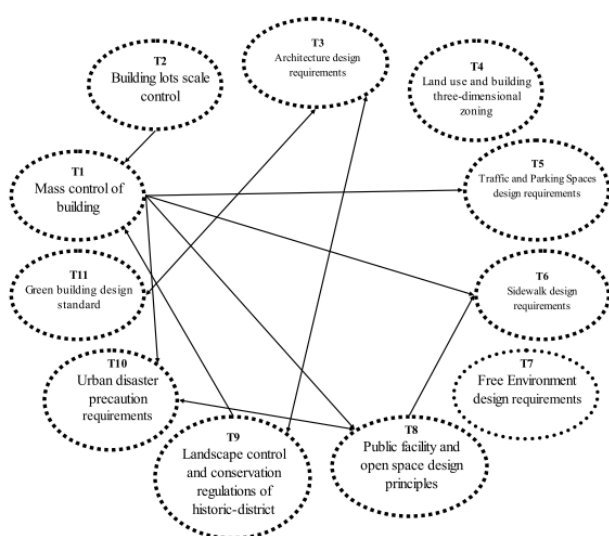 T3
Architecture design
requirements
T2
Building lots scale
control
T4
Land use and building
three-dimensional
zoning
T1
Mass control of
building
T5
Traffic and Parking Spaces
design requirements
T11
Green building design
standard
T6
Sidewalk design
requirements
T10
Urban disaster
precaution
requirements
T7
Free Environment
design requirements
T9
Landscape control
and conservation
regulations of
historic-district
T8
Public facility and
open space design
principles